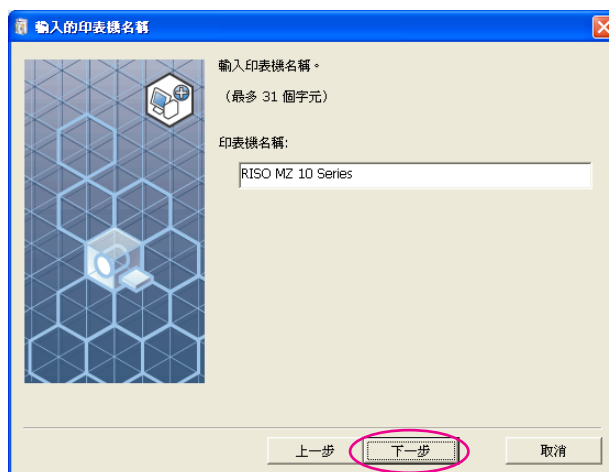 輸入的印表機名稱
輸入印表機名稱。
（最多 31 個字元）
印表機名稱:
RISO MZ 10 Series
上一步 下一步 取消